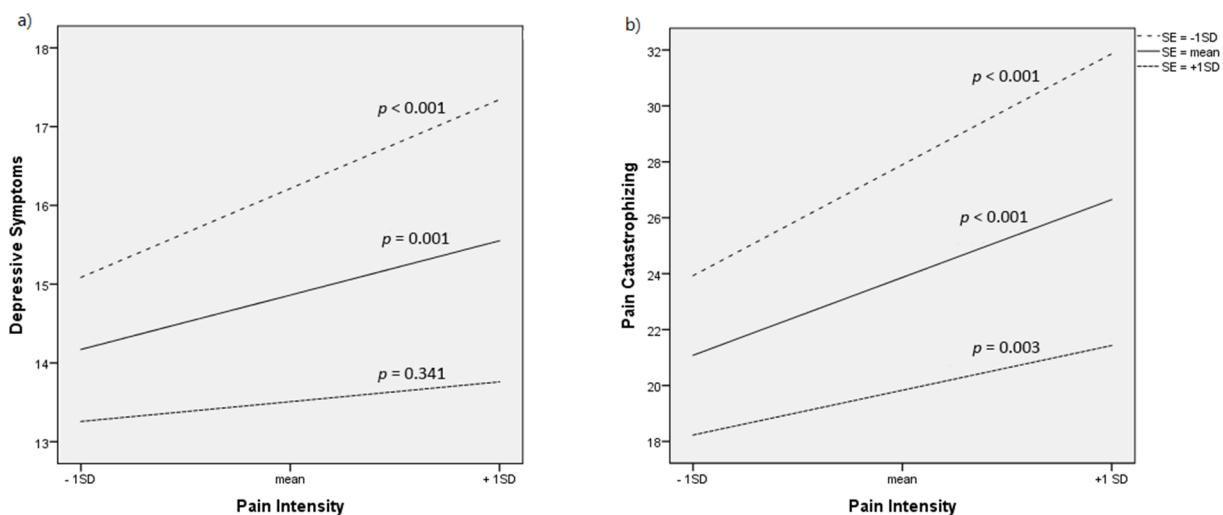 a)
18
17
16
15
14
13
Depressive Symptoms
p < 0.001
p = 0.001
p = 0.341
- 1SD
mean
+ 1SD
Pain Intensity
b)
32
30
28
26
24
22
20
18
Pain Catastrophizing
p < 0.001
p < 0.001
p = 0.003
- 1SD
mean
+1 SD
Pain Intensity
SE = -1SD
SE = mean
SE = +1SD